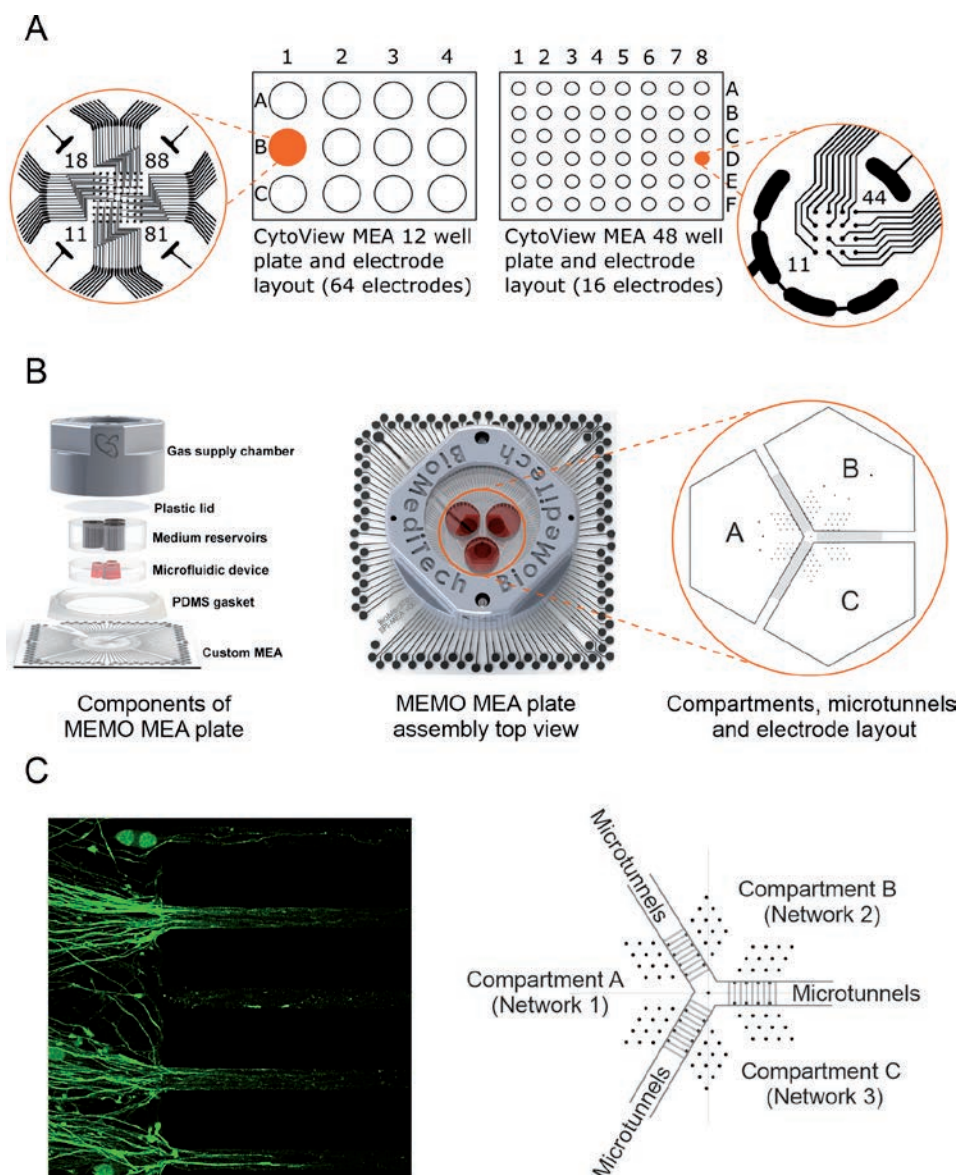 A
1 2 3 4
A
B
C
18 88
11 81
CytoView MEA 12 well
plate and electrode
layout (64 electrodes)
1 2 3 4 5 6 7 8
A
B
C
D
E
F
44
11
CytoView MEA 48 well
plate and electrode
layout (16 electrodes)
B
Gas supply chamber
Plastic lid
Medium reservoirs
Microfluidic device
PDMS gasket
Custom MEA
Components of
MEMO MEA plate
BioMediTech
BioMediTech
MEMO MEA plate
assembly top view
A
B
C
Compartments, microtunnels
and electrode layout
C
Microtunnels
Compartment B
(Network 2)
Compartment A
(Network 1)
Microtunnels
Compartment C
(Network 3)
Microtunnels